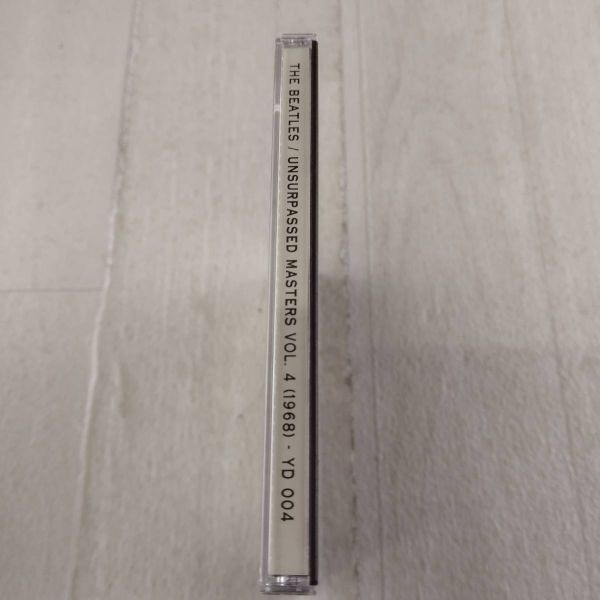 THE BEATLES / UNSURPASSED MASTERS VOL. 4 (1968) - YD 004